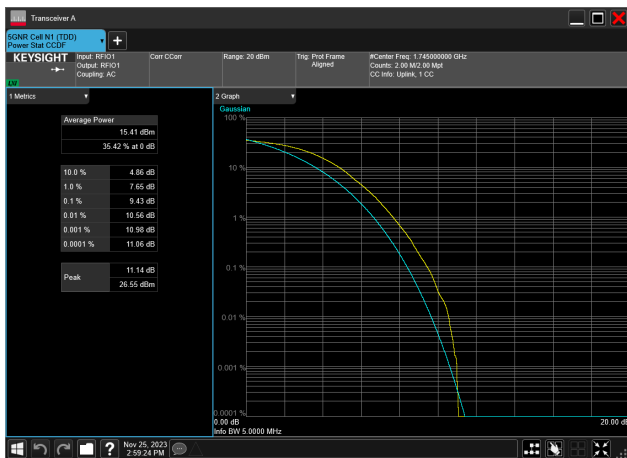 Transceiver A
5GNR Cell N1 (TDD)
Power Stat CCDF
KEYSIGHT
Input: RFIO1
Output: RFIO1
Coupling: AC
Corr CCorr
Range: 20 dBm
Trig: Prot Frame
Aligned
#Center Freq: 1.745000000 GHz
Counts: 2.00 M/2.00 Mpt
CC Info: Uplink, 1 CC
LV
1 Metrics
Average Power
15.41 dBm
35.42 % at 0 dB
10.0 % 4.86 dB
1.0 % 7.65 dB
0.1 % 9.43 dB
0.01 % 10.56 dB
0.001 % 10.98 dB
0.0001 % 11.06 dB
Peak
11.14 dB
26.55 dBm
2 Graph
Gaussian
100 %
10 %
1 %
0.1 %
0.01 %
0.001 %
0.0001 %
0.00 dB
20.00 dB
Info BW 5.0000 MHz
Nov 25, 2023
2:59:24 PM